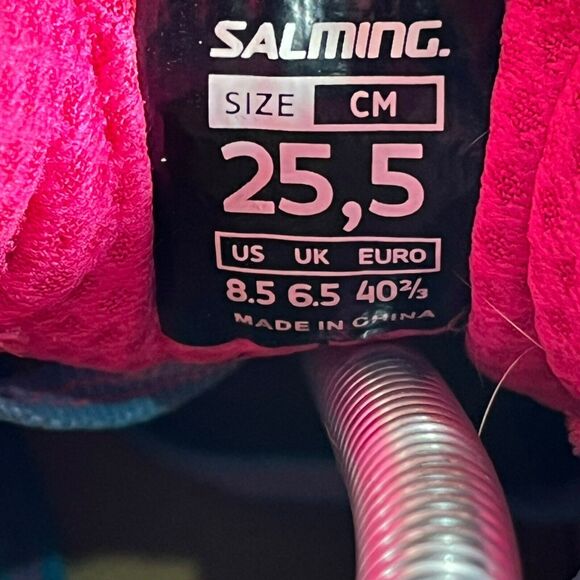 SALMING.
SIZE CM
25,5
US UK EURO
8.5 6.5 40⅔
MADE IN CHINA